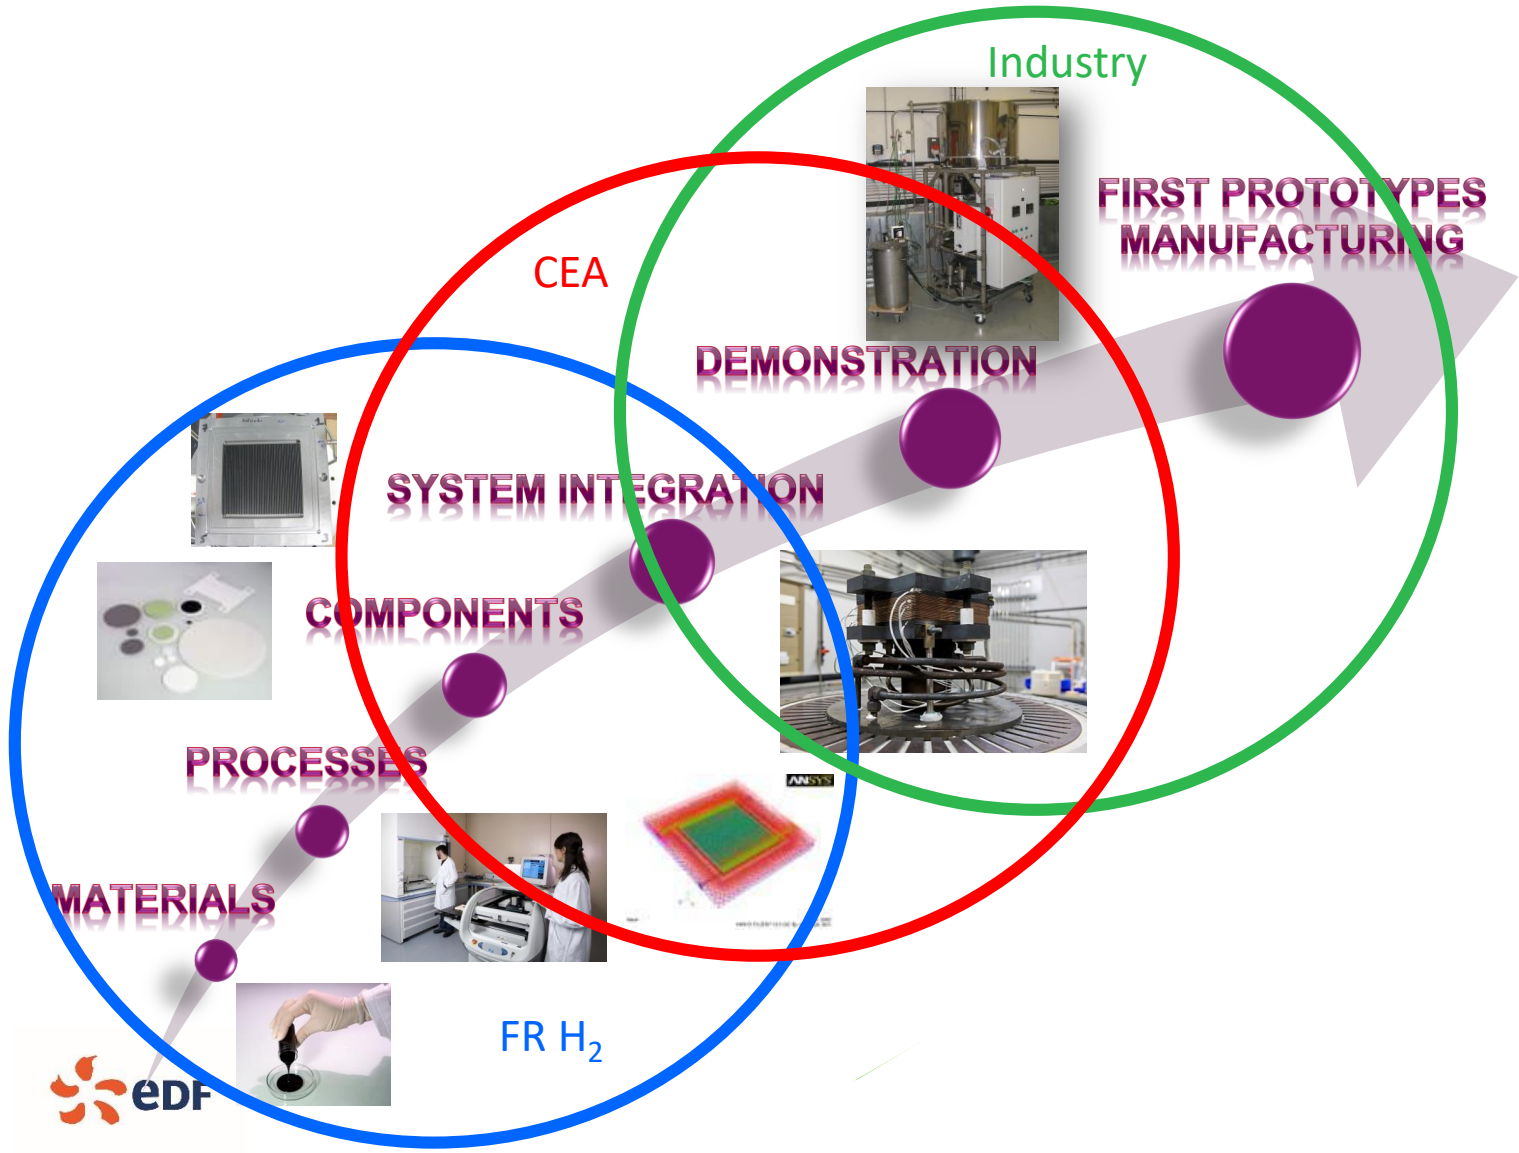 Industry
FIRST PROTOTYPES
MANUFACTURING
CEA
DEMONSTRATION
SYSTEM INTEGRATION
COMPONENTS
PROCESSES
ANSYS
MATERIALS
FR H₂
eDF